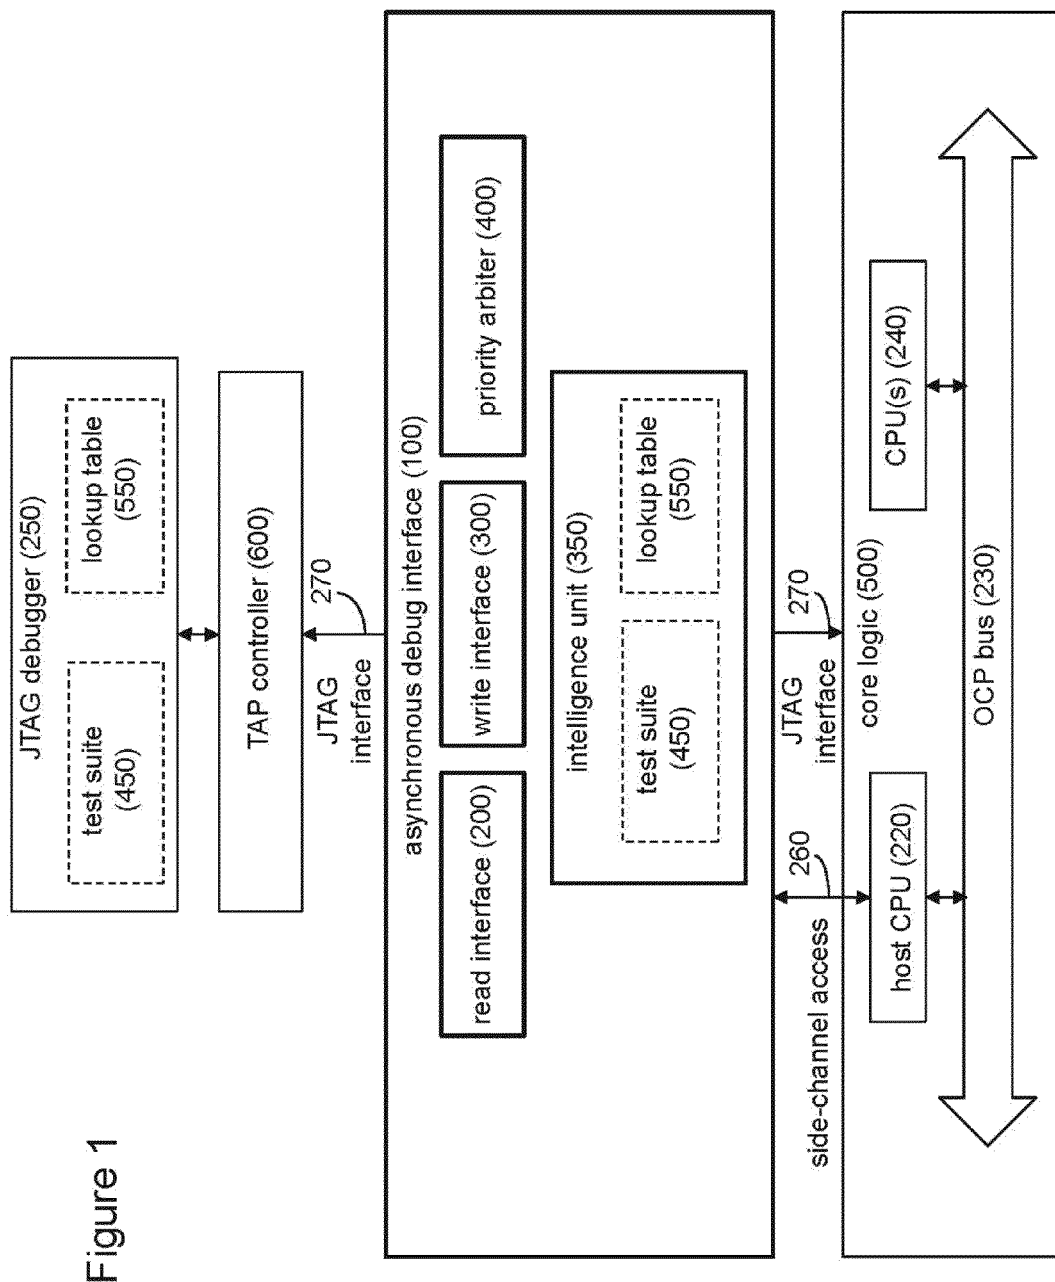 Figure 1
JTAG debugger (250)
test suite
(450)
lookup table
(550)
TAP controller (600)
JTAG
interface
270
asynchronous debug interface (100)
read interface (200)
write interface (300)
priority arbiter (400)
intelligence unit (350)
test suite
(450)
lookup table
(550)
side-channel access
260
JTAG
interface
270
core logic (500)
host CPU (220)
CPU(s) (240)
OCP bus (230)